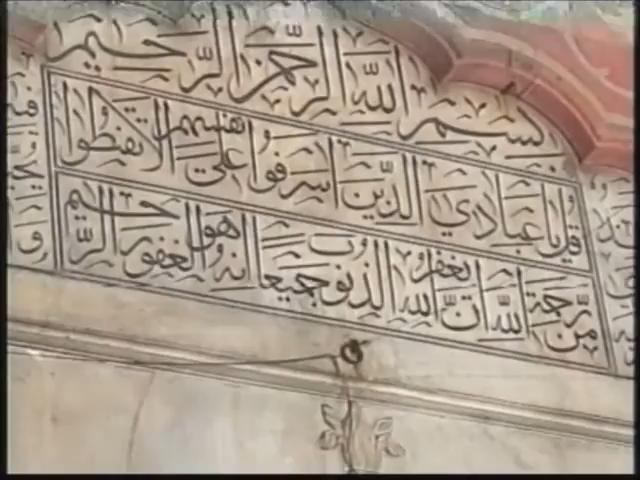 بسم الله الرحمن الرحيم
قل يا عبادي الذين اسرفوا على انفسهم لا تقنطوا
من رحمة الله ان الله يغفر الذنوب جميعا انه هو الغفور الرحيم